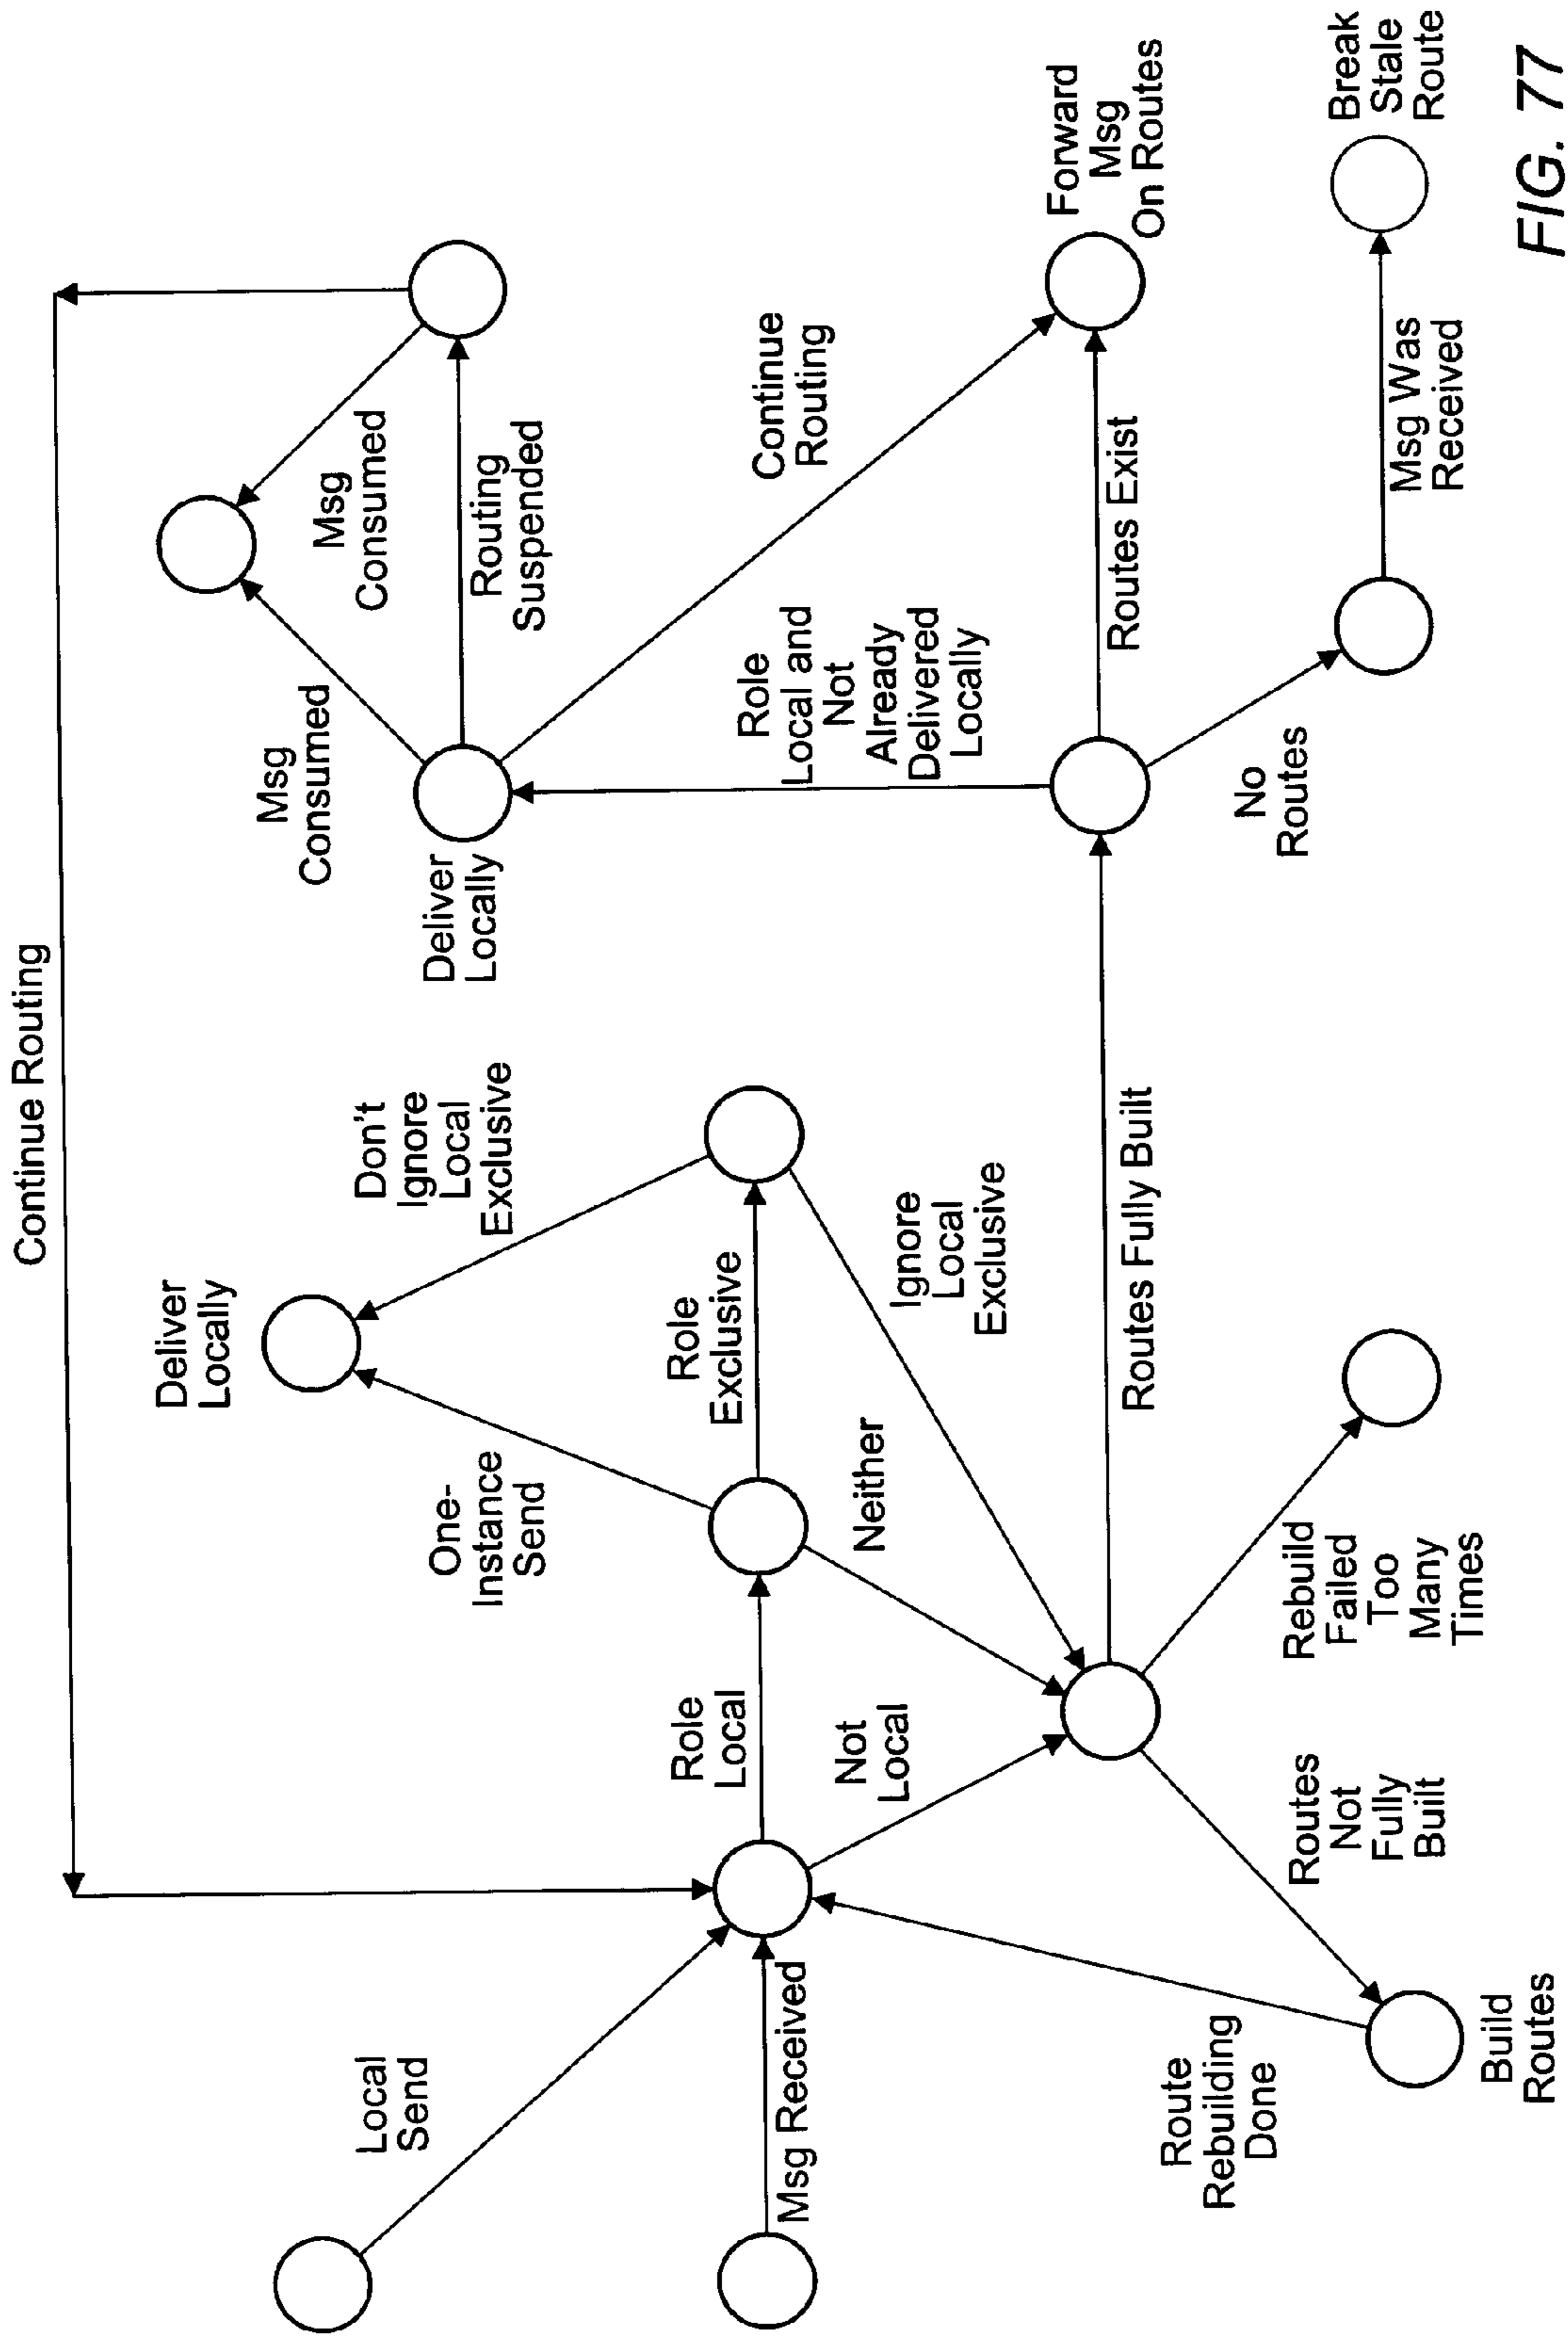 Continue Routing
Deliver
Locally
Don't
Ignore
Local
Exclusive
One-
Instance
Send
Role
Exclusive
Ignore
Local
Exclusive
Neither
Role
Local
Not
Local
Local
Send
Msg Received
Route
Rebuilding
Done
Build
Routes
Routes
Not
Fully
Built
Rebuild
Failed
Too
Many
Times
Routes Fully Built
Deliver
Locally
Msg
Consumed
Msg
Consumed
Routing
Suspended
Continue
Routing
Role
Local and
Not
Already
Delivered
Locally
Routes Exist
Forward
Msg
On Routes
No
Routes
Msg Was
Received
Break
Stale
Route
FIG. 77